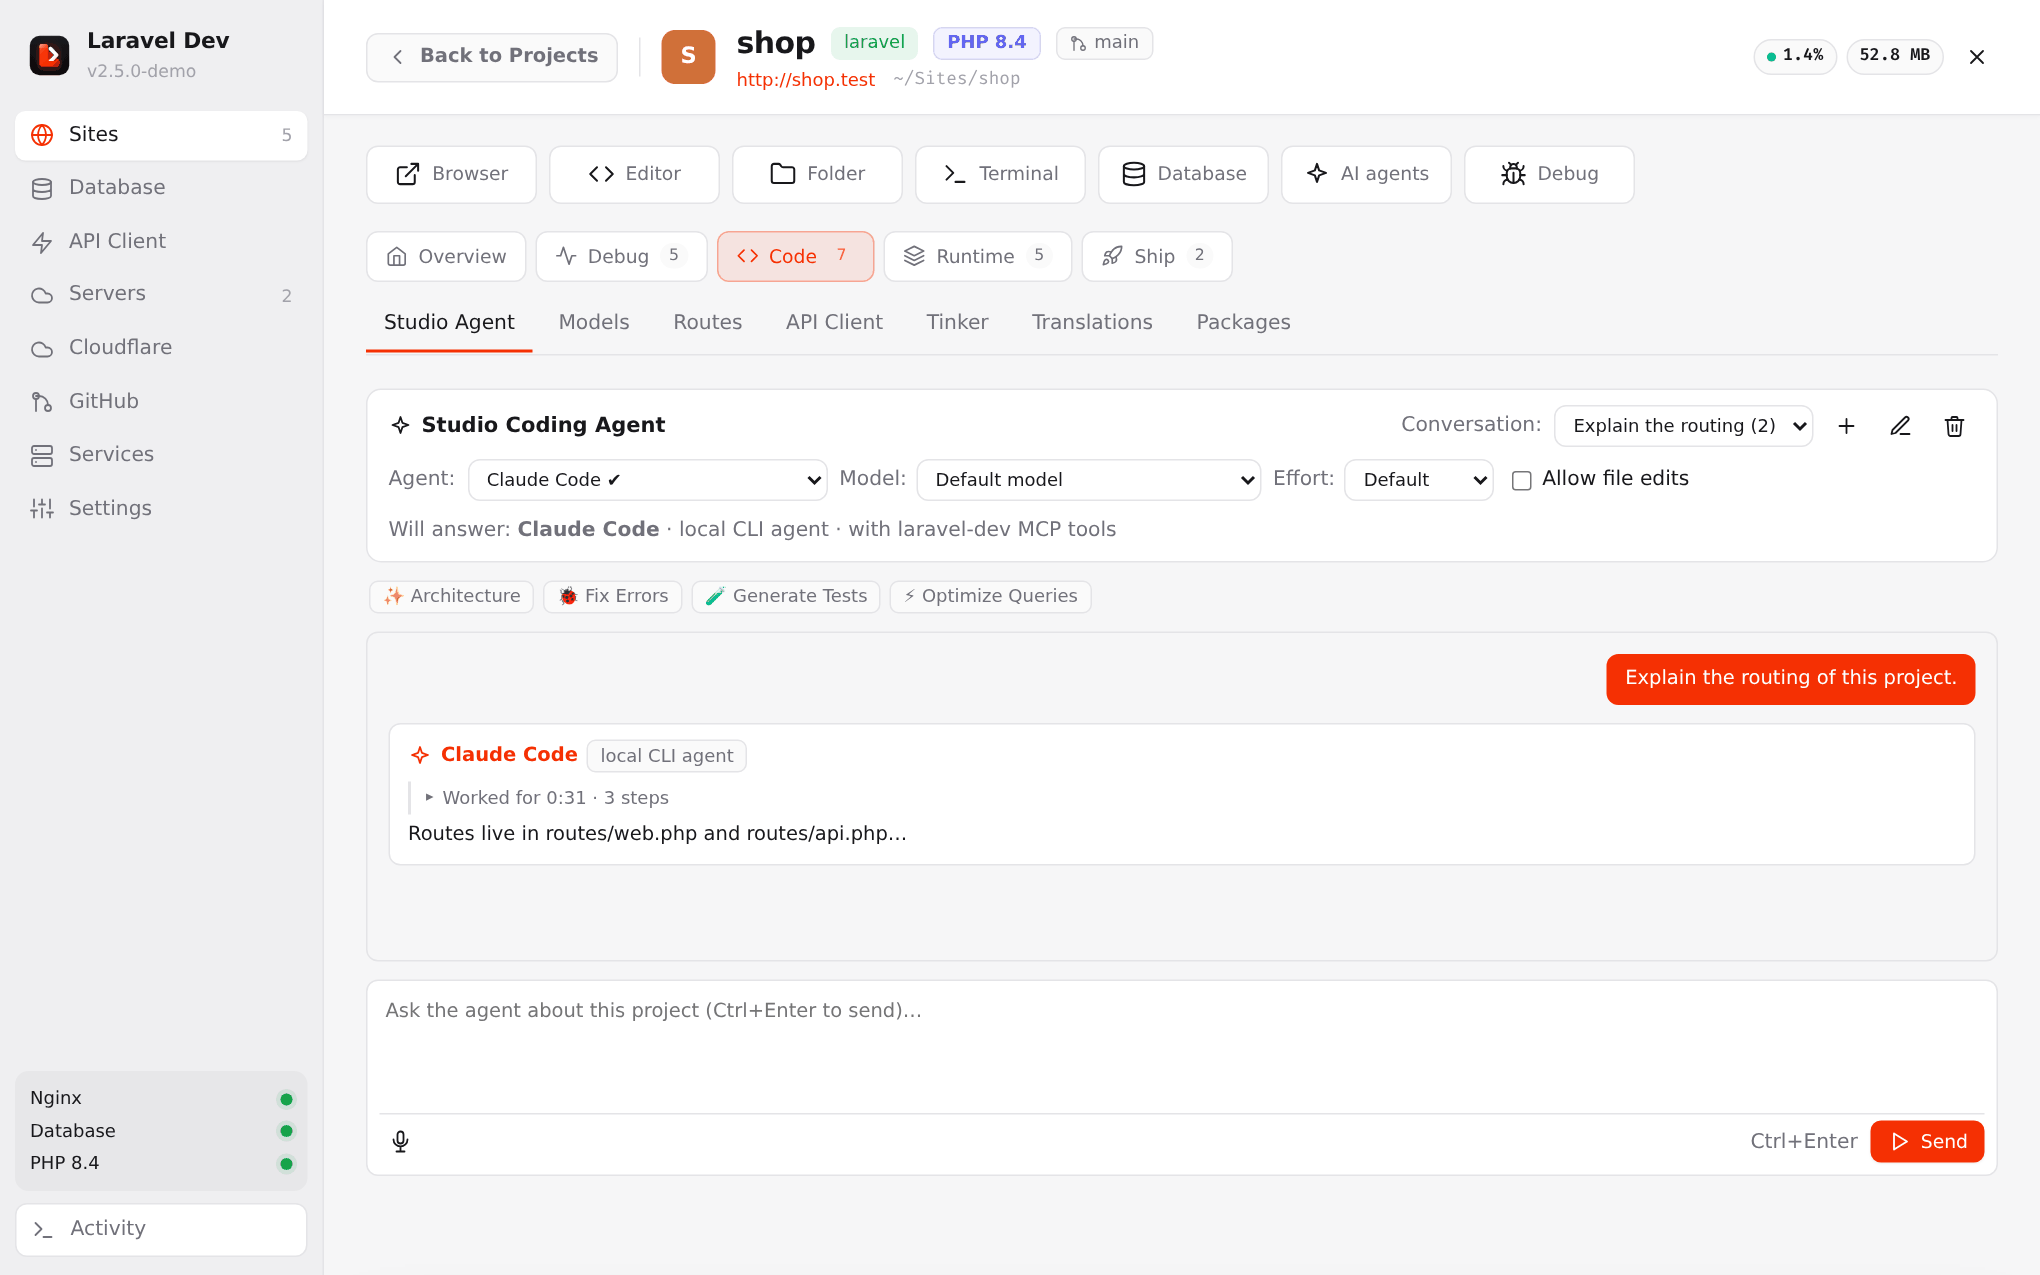 Laravel Dev
v2.5.0-demo
Sites 5
Database
API Client
Servers 2
Cloudflare
GitHub
Services
Settings
Nginx
Database
PHP 8.4
Activity
Back to Projects
S
shop laravel PHP 8.4 main
http://shop.test ~/Sites/shop
1.4% 52.8 MB
Browser Editor Folder Terminal Database AI agents Debug
Overview Debug 5 Code 7 Runtime 5 Ship 2
Studio Agent Models Routes API Client Tinker Translations Packages
Studio Coding Agent Conversation: Explain the routing (2)
Agent: Claude Code ✔ Model: Default model Effort: Default Allow file edits
Will answer: Claude Code · local CLI agent · with laravel-dev MCP tools
✨ Architecture 🐞 Fix Errors 🧪 Generate Tests ⚡ Optimize Queries
Explain the routing of this project.
Claude Code local CLI agent
▸ Worked for 0:31 · 3 steps
Routes live in routes/web.php and routes/api.php…
Ask the agent about this project (Ctrl+Enter to send)…
Ctrl+Enter Send